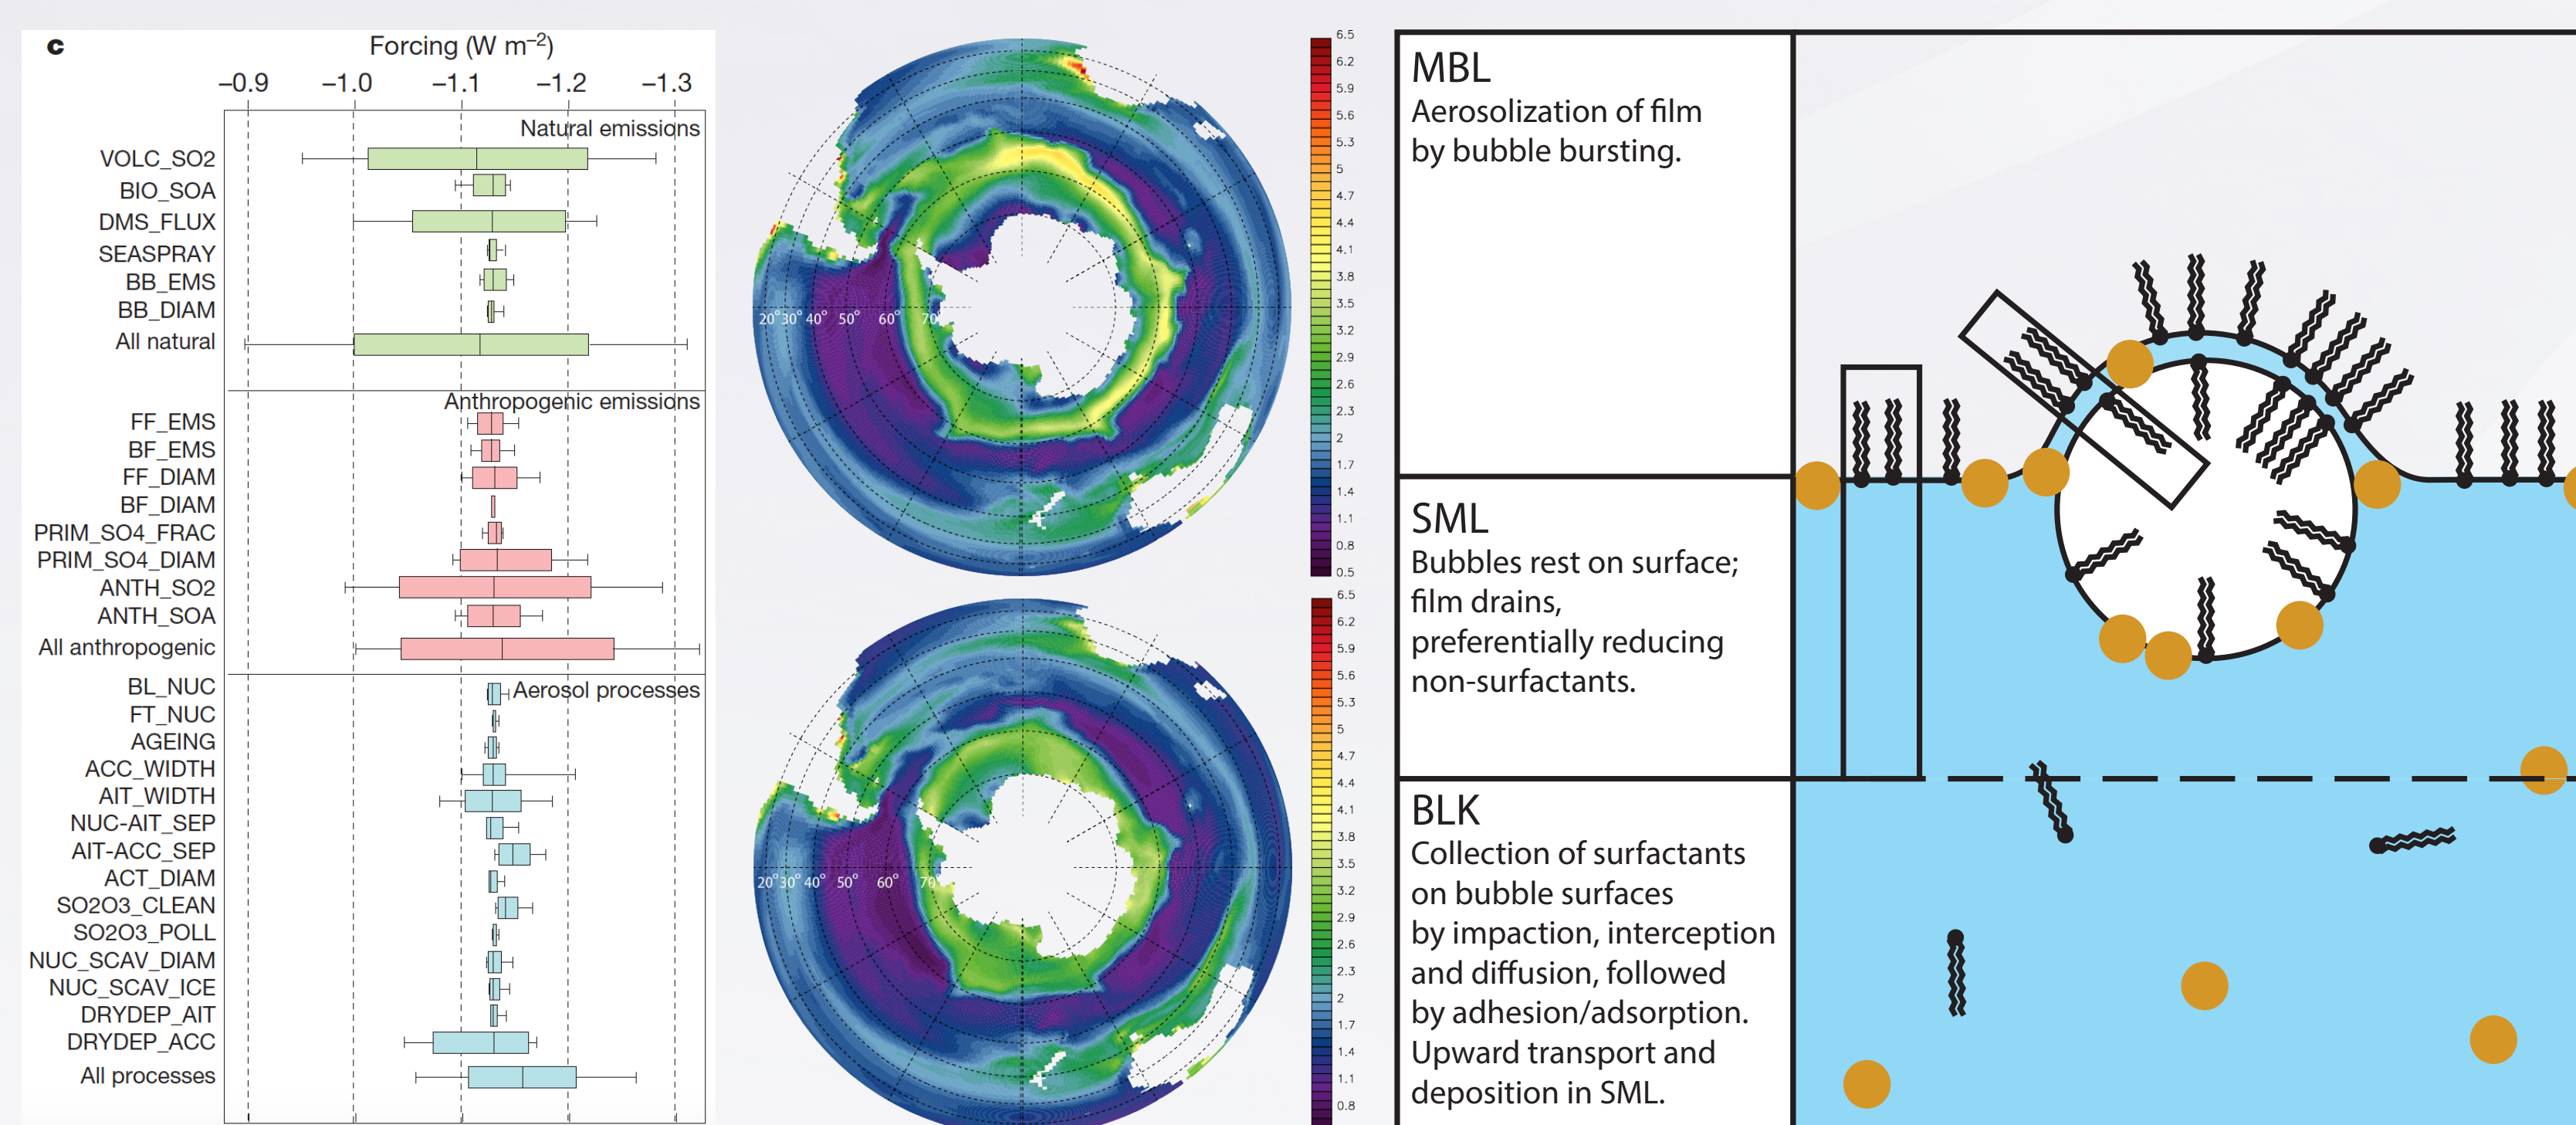 c
Forcing (W m–2)
–0.9 –1.0 –1.1 –1.2 –1.3
Natural emissions
VOLC_SO2
BIO_SOA
DMS_FLUX
SEASPRAY
BB_EMS
BB_DIAM
All natural
Anthropogenic emissions
FF_EMS
BF_EMS
FF_DIAM
BF_DIAM
PRIM_SO4_FRAC
PRIM_SO4_DIAM
ANTH_SO2
ANTH_SOA
All anthropogenic
Aerosol processes
BL_NUC
FT_NUC
AGEING
ACC_WIDTH
AIT_WIDTH
NUC-AIT_SEP
AIT-ACC_SEP
ACT_DIAM
SO2O3_CLEAN
SO2O3_POLL
NUC_SCAV_DIAM
NUC_SCAV_ICE
DRYDEP_AIT
DRYDEP_ACC
All processes
20° 30° 40° 50° 60° 70°
6.5
6.2
5.9
5.6
5.3
5
4.7
4.4
4.1
3.8
3.5
3.2
2.9
2.6
2.3
2
1.7
1.4
1.1
0.8
0.5
20° 30° 40° 50° 60° 70°
6.5
6.2
5.9
5.6
5.3
5
4.7
4.4
4.1
3.8
3.5
3.2
2.9
2.6
2.3
2
1.7
1.4
1.1
0.8
MBL
Aerosolization of film
by bubble bursting.
SML
Bubbles rest on surface;
film drains,
preferentially reducing
non-surfactants.
BLK
Collection of surfactants
on bubble surfaces
by impaction, interception
and diffusion, followed
by adhesion/adsorption.
Upward transport and
deposition in SML.